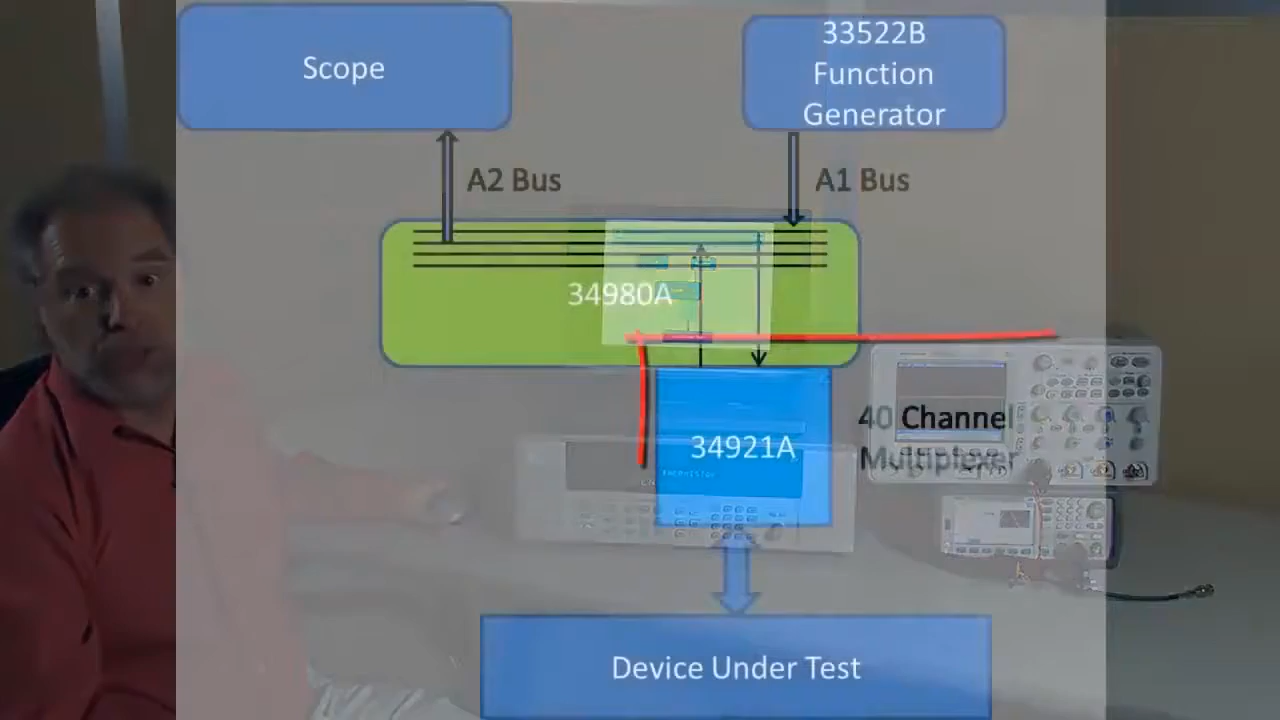 Scope
33522B
Function
Generator
A2 Bus
A1 Bus
34980A
40 Channel
Multiplexer
34921A
Device Under Test